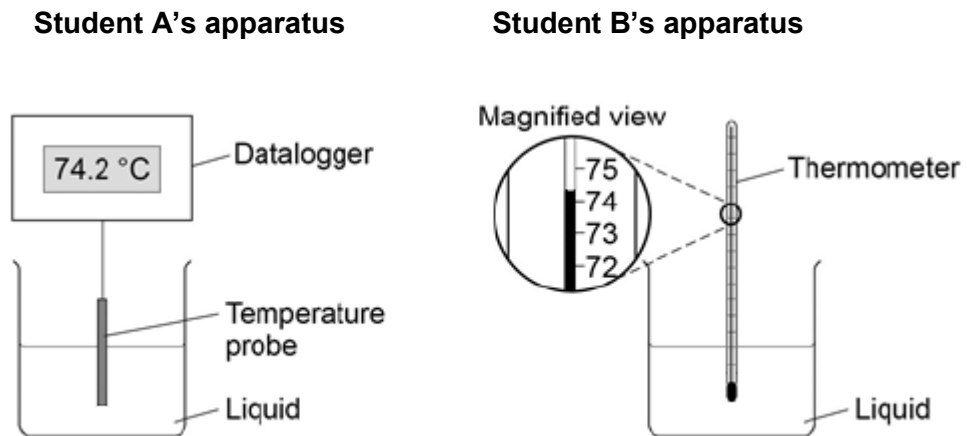 Student A’s apparatus
Student B’s apparatus
74.2 °C
Datalogger
Temperature
probe
Liquid
Magnified view
75
74
73
72
Thermometer
Liquid